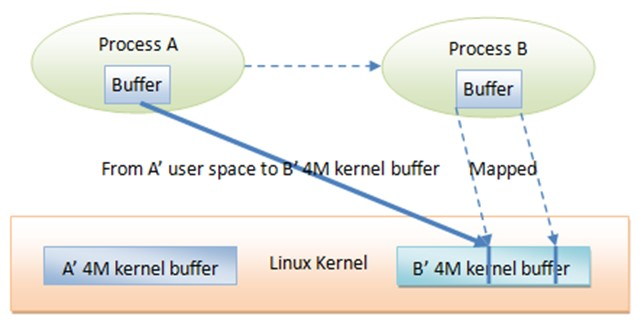 Process A
Process B
Buffer
Buffer
From A’ user space to B’ 4M kernel buffer
Mapped
A’ 4M kernel buffer
Linux Kernel
B’ 4M kernel buffer